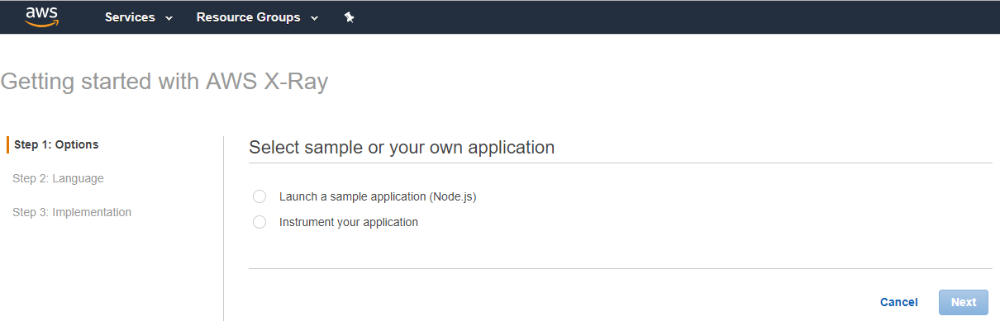 aws Services Resource Groups
Getting started with AWS X-Ray
Step 1: Options
Step 2: Language
Step 3: Implementation
Select sample or your own application
Launch a sample application (Node.js)
Instrument your application
Cancel Next